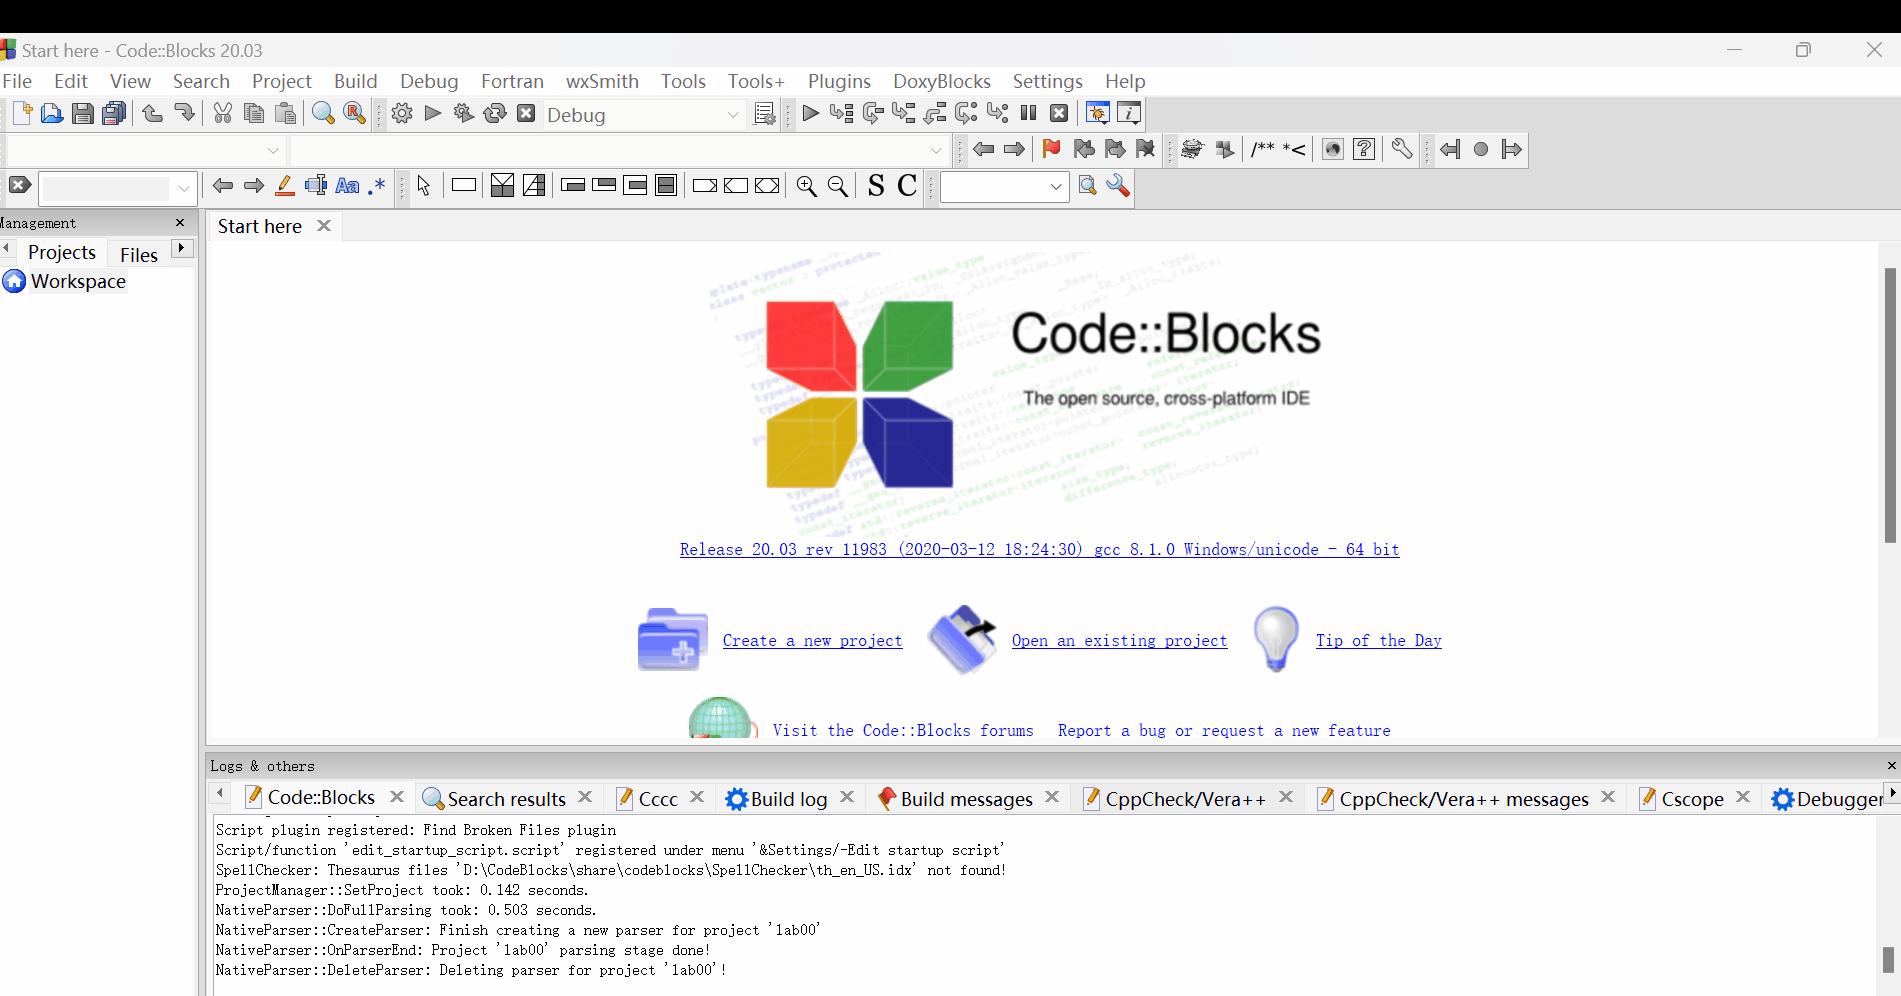 Start here - Code::Blocks 20.03
File Edit View Search Project Build Debug Fortran wxSmith Tools Tools+ Plugins DoxyBlocks Settings Help
Debug
/** *<
Aa .* S C
Management
Projects Files
Workspace
Start here
Code::Blocks
The open source, cross-platform IDE
Release 20.03 rev 11983 (2020-03-12 18:24:30) gcc 8.1.0 Windows/unicode - 64 bit
Create a new project Open an existing project Tip of the Day
Visit the Code::Blocks forums Report a bug or request a new feature
Logs & others
Code::Blocks Search results Cccc Build log Build messages CppCheck/Vera++ CppCheck/Vera++ messages Cscope Debugger
Script plugin registered: Find Broken Files plugin
Script/function 'edit_startup_script.script' registered under menu '&Settings/-Edit startup script'
SpellChecker: Thesaurus files 'D:\CodeBlocks\share\codeblocks\SpellChecker\th_en_US.idx' not found!
ProjectManager::SetProject took: 0.142 seconds.
NativeParser::DoFullParsing took: 0.503 seconds.
NativeParser::CreateParser: Finish creating a new parser for project 'lab00'
NativeParser::OnParserEnd: Project 'lab00' parsing stage done!
NativeParser::DeleteParser: Deleting parser for project 'lab00'!